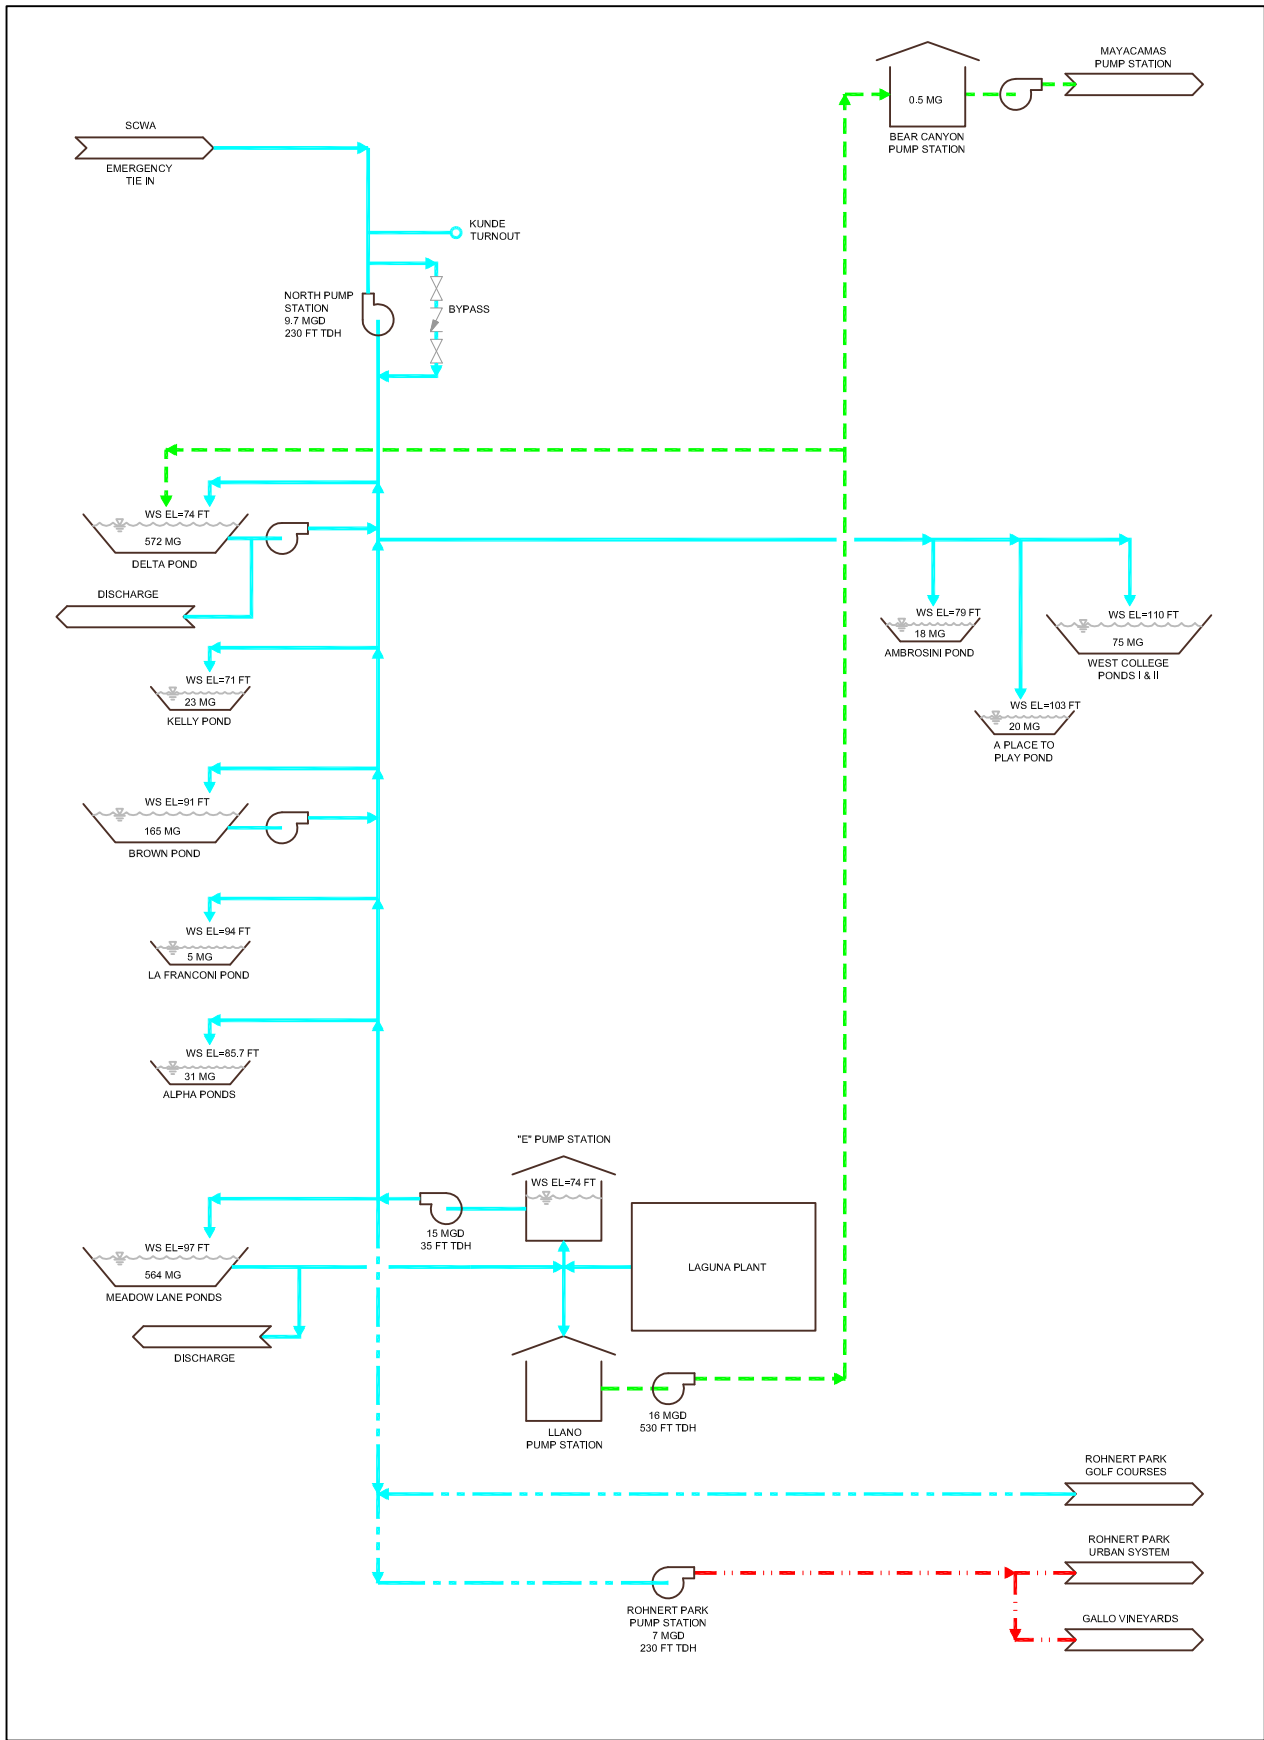 MAYACAMAS
PUMP STATION
0.5 MG
BEAR CANYON
PUMP STATION
SCWA
EMERGENCY
TIE IN
KUNDE
TURNOUT
NORTH PUMP
STATION
9.7 MGD
230 FT TDH
BYPASS
WS EL=74 FT
572 MG
DELTA POND
DISCHARGE
WS EL=79 FT
18 MG
AMBROSINI POND
WS EL=110 FT
75 MG
WEST COLLEGE
PONDS I & II
WS EL=71 FT
23 MG
KELLY POND
WS EL=103 FT
20 MG
A PLACE TO
PLAY POND
WS EL=91 FT
165 MG
BROWN POND
WS EL=94 FT
5 MG
LA FRANCONI POND
WS EL=85.7 FT
31 MG
ALPHA PONDS
"E" PUMP STATION
WS EL=74 FT
15 MGD
35 FT TDH
LAGUNA PLANT
WS EL=97 FT
564 MG
MEADOW LANE PONDS
DISCHARGE
LLANO
PUMP STATION
16 MGD
530 FT TDH
ROHNERT PARK
GOLF COURSES
ROHNERT PARK
URBAN SYSTEM
ROHNERT PARK
PUMP STATION
7 MGD
230 FT TDH
GALLO VINEYARDS